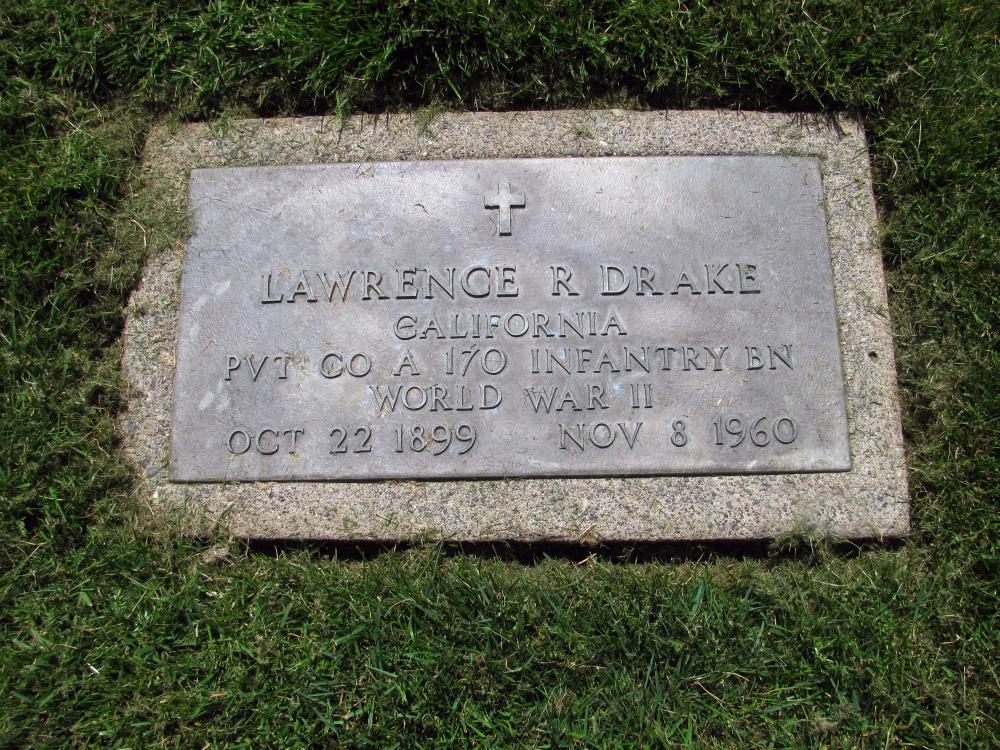 LAWRENCE R DRAKE
CALIFORNIA
PVT CO A 170 INFANTRY BN
WORLD WAR II
OCT 22 1899 NOV 8 1960